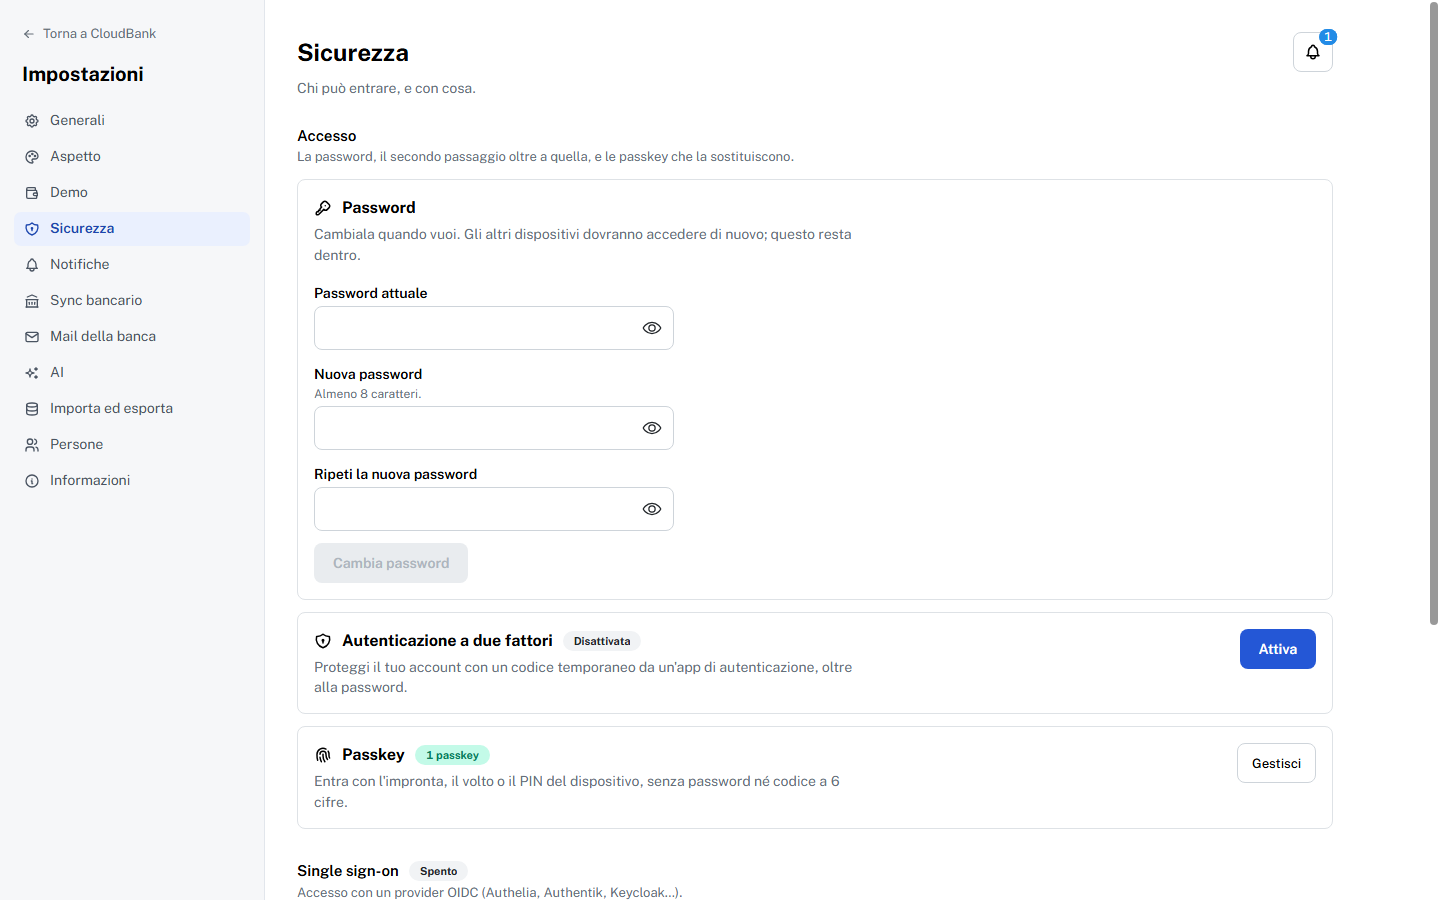 Torna a CloudBank
Impostazioni
Generali
Aspetto
Demo
Sicurezza
Notifiche
Sync bancario
Mail della banca
AI
Importa ed esporta
Persone
Informazioni
Sicurezza
1
Chi può entrare, e con cosa.
Accesso
La password, il secondo passaggio oltre a quella, e le passkey che la sostituiscono.
Password
Cambiala quando vuoi. Gli altri dispositivi dovranno accedere di nuovo; questo resta
dentro.
Password attuale
Nuova password
Almeno 8 caratteri.
Ripeti la nuova password
Cambia password
Autenticazione a due fattori Disattivata
Proteggi il tuo account con un codice temporaneo da un'app di autenticazione, oltre
alla password.
Attiva
Passkey 1 passkey
Entra con l'impronta, il volto o il PIN del dispositivo, senza password né codice a 6
cifre.
Gestisci
Single sign-on Spento
Accesso con un provider OIDC (Authelia, Authentik, Keycloak…).